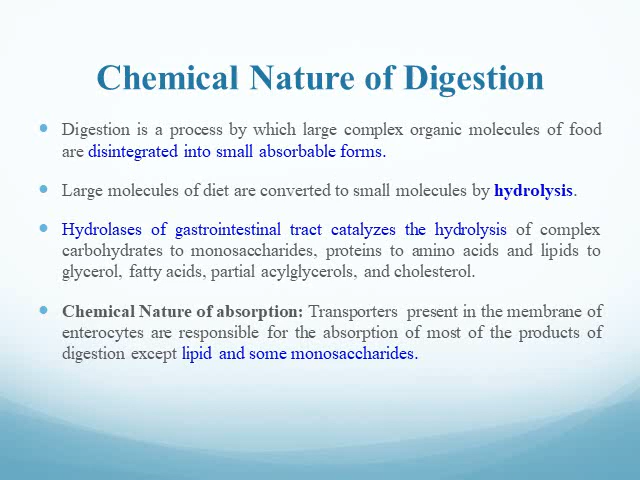 Chemical Nature of Digestion
Digestion is a process by which large complex organic molecules of food
are disintegrated into small absorbable forms.
Large molecules of diet are converted to small molecules by hydrolysis.
Hydrolases of gastrointestinal tract catalyzes the hydrolysis of complex
carbohydrates to monosaccharides, proteins to amino acids and lipids to
glycerol, fatty acids, partial acylglycerols, and cholesterol.
Chemical Nature of absorption: Transporters present in the membrane of
enterocytes are responsible for the absorption of most of the products of
digestion except lipid and some monosaccharides.